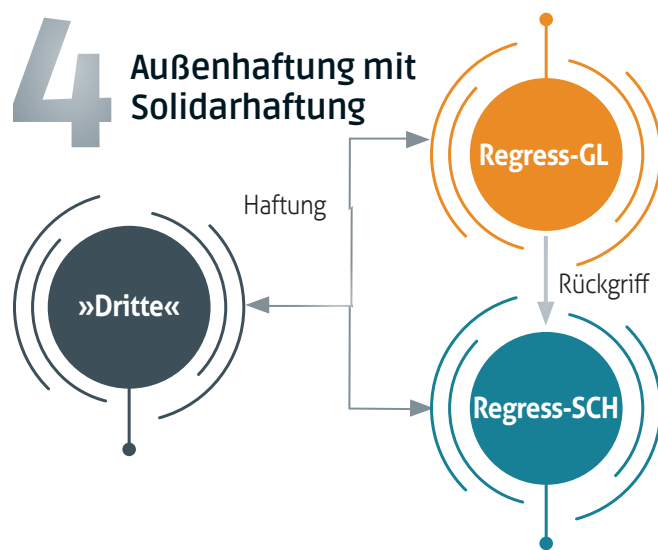 4
Außenhaftung mit
Solidarhaftung
Regress-GL
Haftung
Rückgriff
»Dritte«
Regress-SCH